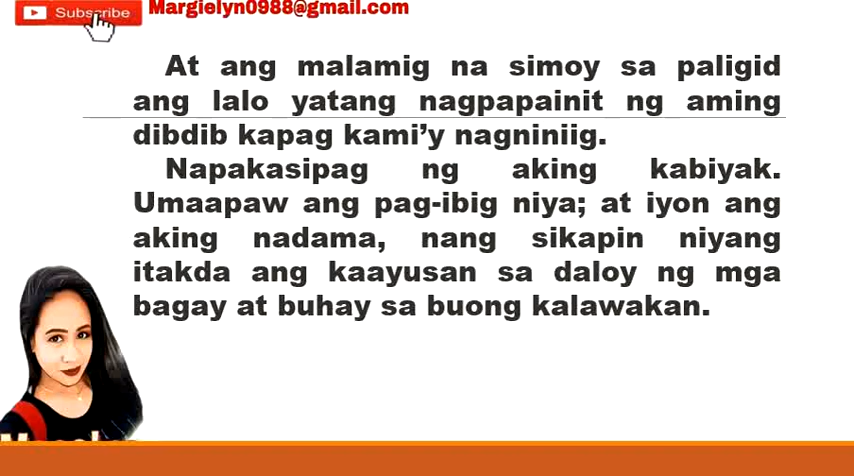 Subscribe
Margielyn0988@gmail.com
At ang malamig na simoy sa paligid
ang lalo yatang nagpapainit ng aming
dibdib kapag kami’y nagniniig.
Napakasipag ng aking kabiyak.
Umaapaw ang pag-ibig niya; at iyon ang
aking nadama, nang sikapin niyang
itakda ang kaayusan sa daloy ng mga
bagay at buhay sa buong kalawakan.